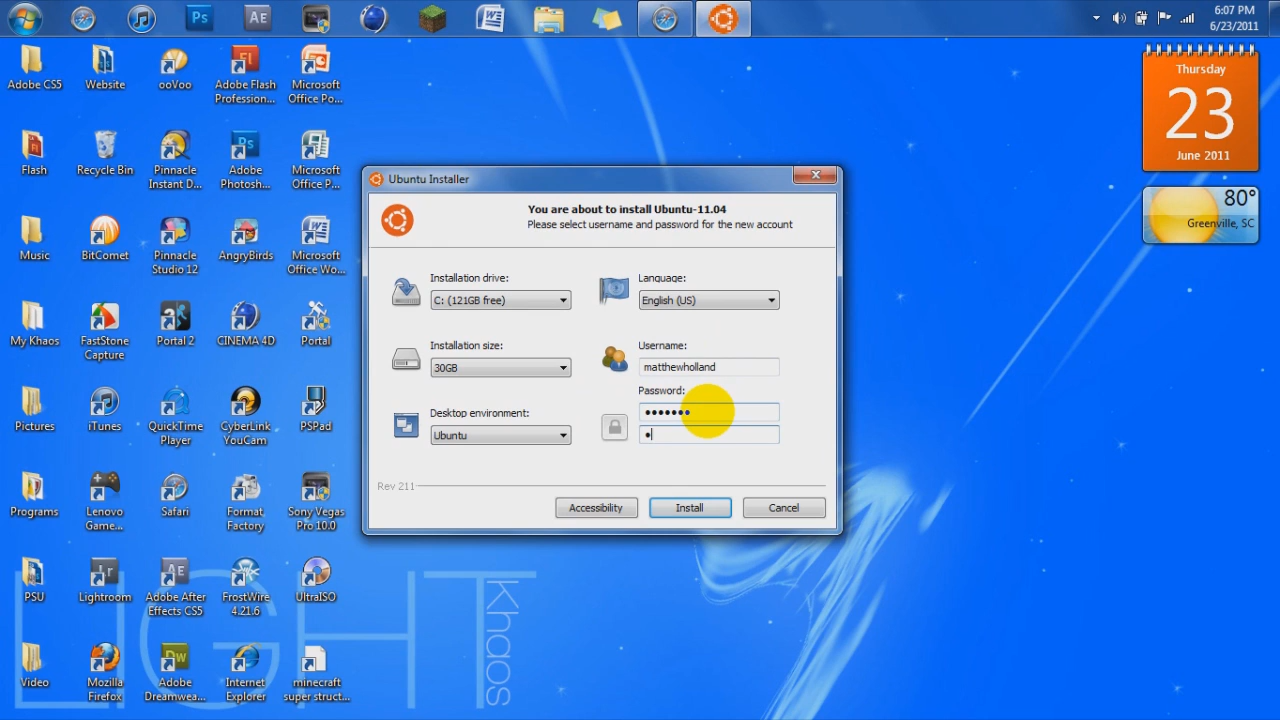 Ps
AE
6:07 PM
6/23/2011
Adobe CS5
Website
ooVoo
Adobe Flash
Professionn...
Microsoft
Office Po...
Thursday
23
June 2011
Flash
Recycle Bin
Pinnacle
Instant D...
Adobe
Photosh...
Microsoft
Office P...
80°
Greenville, SC
Music
BitComet
Pinnacle
Studio 12
AngryBirds
Microsoft
Office Wo...
My Khaos
FastStone
Capture
Portal 2
CINEMA 4D
Portal
Pictures
iTunes
QuickTime
Player
CyberLink
YouCam
PSPad
Programs
Lenovo
Game...
Safari
Format
Factory
Sony Vegas
Pro 10.0
PSU
Lightroom
Adobe After
Effects CS5
FrostWire
4.21.6
UltraISO
Video
Mozilla
Firefox
Adobe
Dreamwea...
Internet
Explorer
minecraft
super struct...
LIGHT
Khaos
Ubuntu Installer
You are about to install Ubuntu-11.04
Please select username and password for the new account
Installation drive:
C: (121GB free)
Language:
English (US)
Installation size:
30GB
Username:
matthewholland
Password:
•••••••
•
Desktop environment:
Ubuntu
Rev 211
Accessibility
Install
Cancel